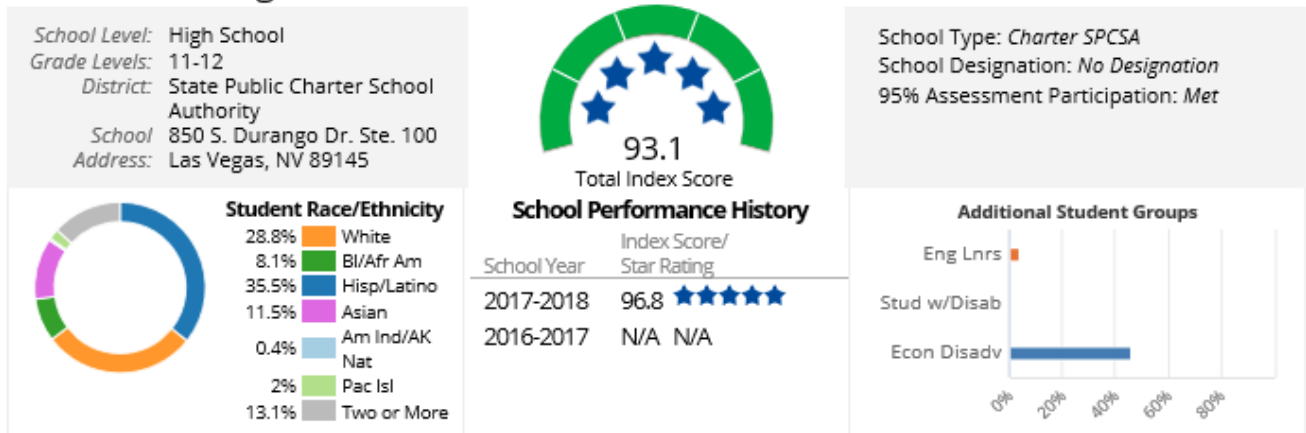 School Level: High School
Grade Levels: 11-12
District: State Public Charter School
Authority
School 850 S. Durango Dr. Ste. 100
Address: Las Vegas, NV 89145
93.1
Total Index Score
School Type: Charter SPCSA
School Designation: No Designation
95% Assessment Participation: Met
Student Race/Ethnicity
28.8% White
8.1% Bl/Afr Am
35.5% Hisp/Latino
11.5% Asian
0.4% Am Ind/AK
Nat
2% Pac Isl
13.1% Two or More
School Performance History
Index Score/
School Year Star Rating
2017-2018 96.8
2016-2017 N/A N/A
Additional Student Groups
Eng Lnrs
Stud w/Disab
Econ Disadv
0% 20% 40% 60% 80%